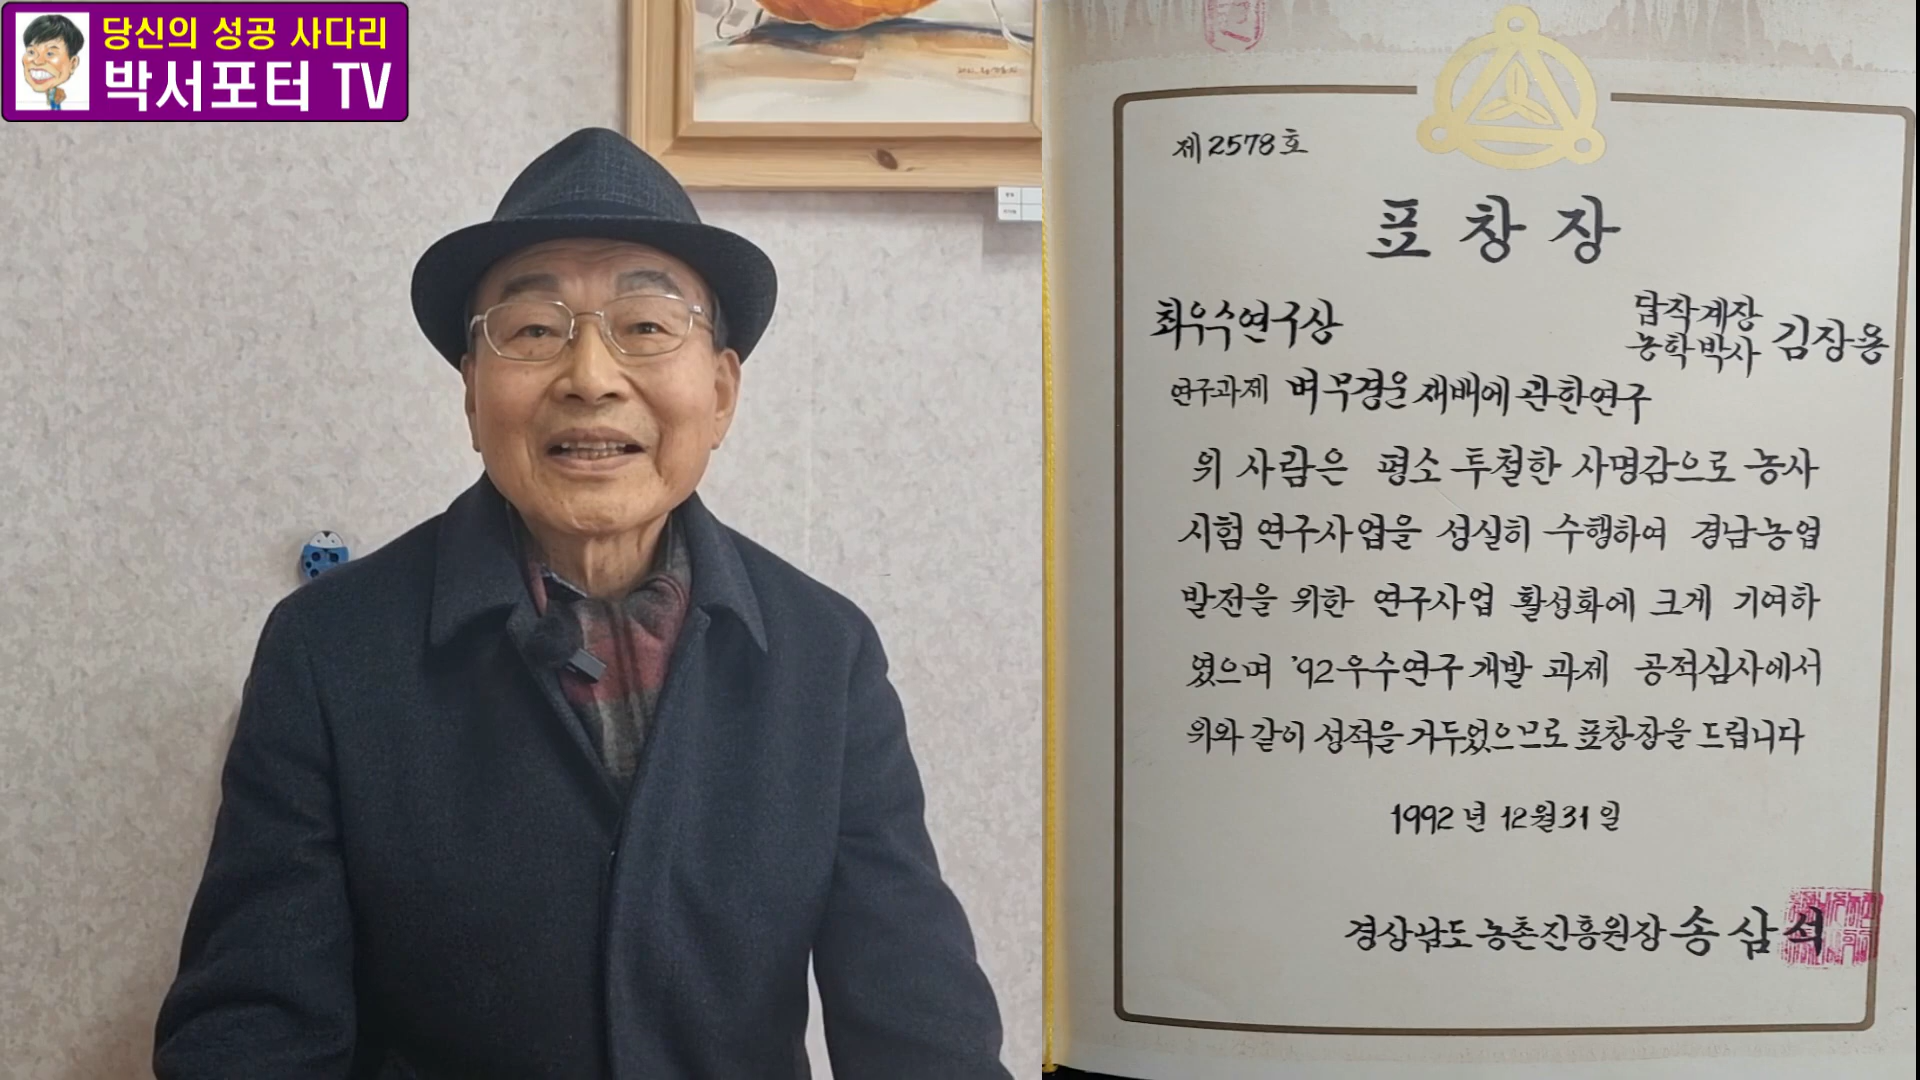 당신의 성공 사다리
박서포터 TV
제2578호
표창장
최우수연구상
답작계장
농학박사 김장용
연구과제 벼무경운재배에관한연구
위 사람은 평소 투철한 사명감으로 농사
시험 연구사업을 성실히 수행하여 경남농업
발전을 위한 연구사업 활성화에 크게 기여하
였으며 '92우수연구개발 과제 공적심사에서
위와 같이 성적을 거두었으므로 표창장을 드립니다
1992년 12월31일
경상남도농촌진흥원장 송삼석